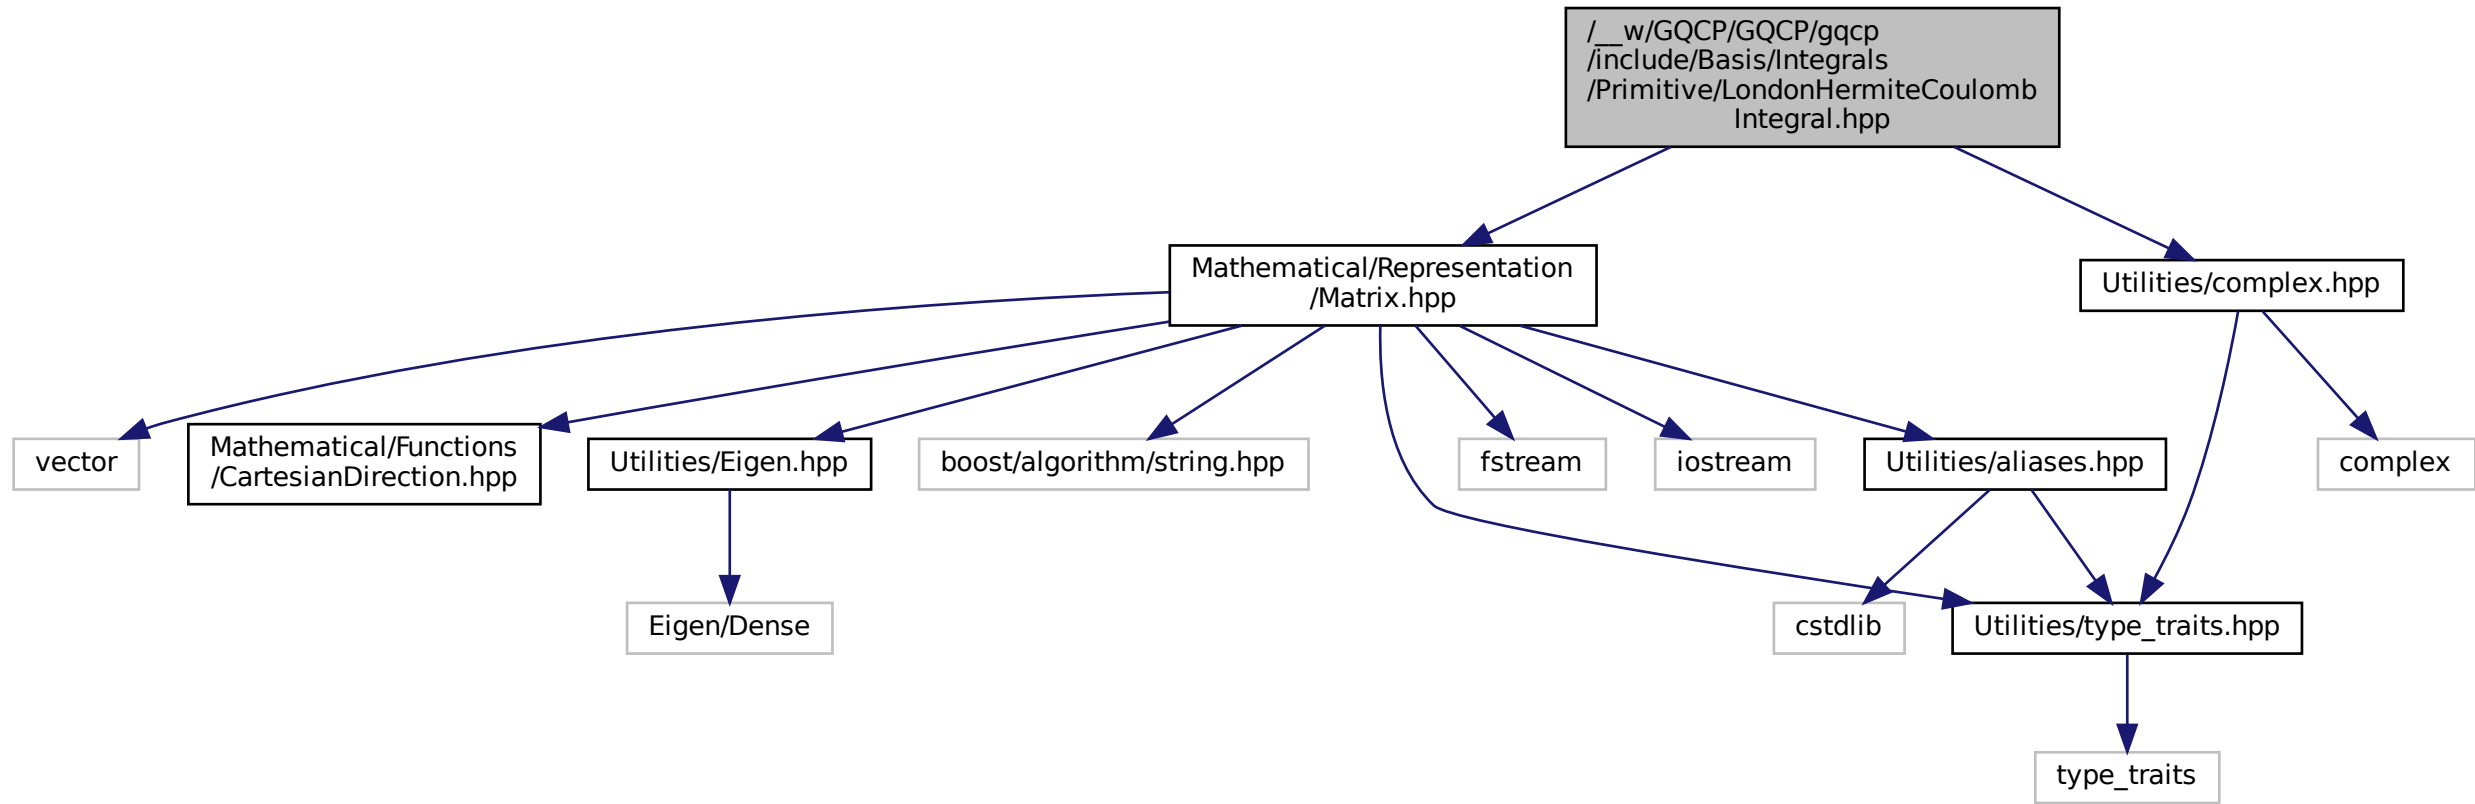 /__w/GQCP/GQCP/gqcp
/include/Basis/Integrals
/Primitive/LondonHermiteCoulomb
Integral.hpp
Mathematical/Representation
/Matrix.hpp
Utilities/complex.hpp
vector
Mathematical/Functions
/CartesianDirection.hpp
Utilities/Eigen.hpp
boost/algorithm/string.hpp
fstream
iostream
Utilities/aliases.hpp
complex
Eigen/Dense
cstdlib
Utilities/type_traits.hpp
type_traits